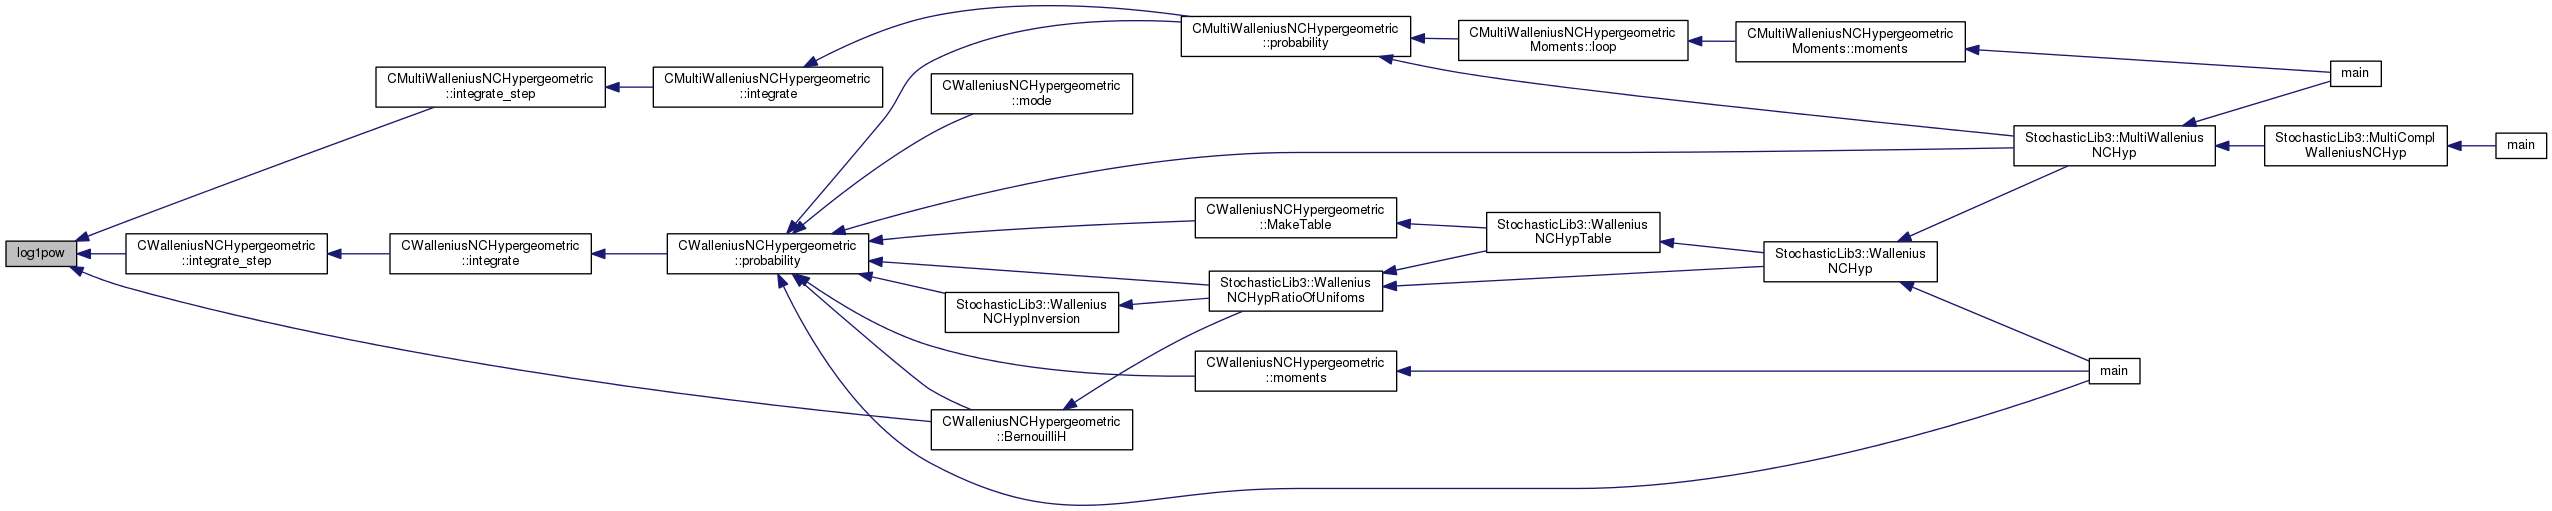 log1pow
CMultiWalleniusNCHypergeometric
::integrate_step
CWalleniusNCHypergeometric
::integrate_step
CMultiWalleniusNCHypergeometric
::integrate
CWalleniusNCHypergeometric
::integrate
CWalleniusNCHypergeometric
::probability
CWalleniusNCHypergeometric
::mode
StochasticLib3::Wallenius
NCHypInversion
CWalleniusNCHypergeometric
::BernouilliH
CMultiWalleniusNCHypergeometric
::probability
CWalleniusNCHypergeometric
::MakeTable
StochasticLib3::Wallenius
NCHypRatioOfUnifoms
CWalleniusNCHypergeometric
::moments
CMultiWalleniusNCHypergeometric
Moments::loop
StochasticLib3::Wallenius
NCHypTable
CMultiWalleniusNCHypergeometric
Moments::moments
StochasticLib3::Wallenius
NCHyp
StochasticLib3::MultiWallenius
NCHyp
main
main
StochasticLib3::MultiCompl
WalleniusNCHyp
main